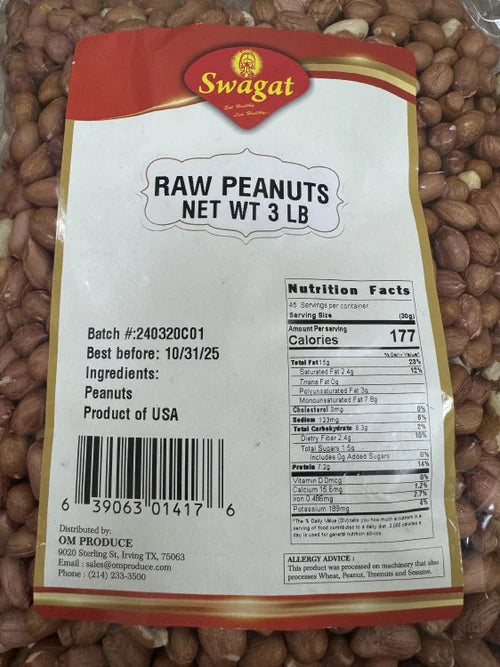 Swagat
Eat Healthy
Live Healthy
RAW PEANUTS
NET WT 3 LB
Batch #:240320C01
Best before: 10/31/25
Ingredients:
Peanuts
Product of USA
6 39063 01417 6
Distributed by:
OM PRODUCE
9020 Sterling St, Irving TX, 75063
Email : sales@omproduce.com
Phone : (214) 233-3500
Nutrition Facts
45 Servings per container
Serving Size (30g)
Amount Per serving
Calories 177
% Daily Value*
Total Fat 15g 23%
Saturated Fat 2.4g 12%
Trans Fat 0g
Polyunsaturated Fat 3g
Monounsaturated Fat 7.8g
Cholesterol 0mg 0%
Sodium 123mg 6%
Total Carbohydrate 6.3g 2%
Dietry Fiber 2.4g 10%
Total Sugars 1.5g
Includes 0g Added Sugars 0%
Protein 7.3g 14%
Vitamin D 0mcg 0%
Calcium 15.6mg 1.2%
Iron 0.486mg 2.7%
Potassium 189mg 4%
*The % Daily Value (DV) tells you how much a nutrient in a
serving of food contributes to a daily diet. 2,000 calories a
day is used for general nutrition advice.
ALLERGY ADVICE :
This product was processed on machinery that also
processes Wheat, Peanut, Treenuts and Sesame.